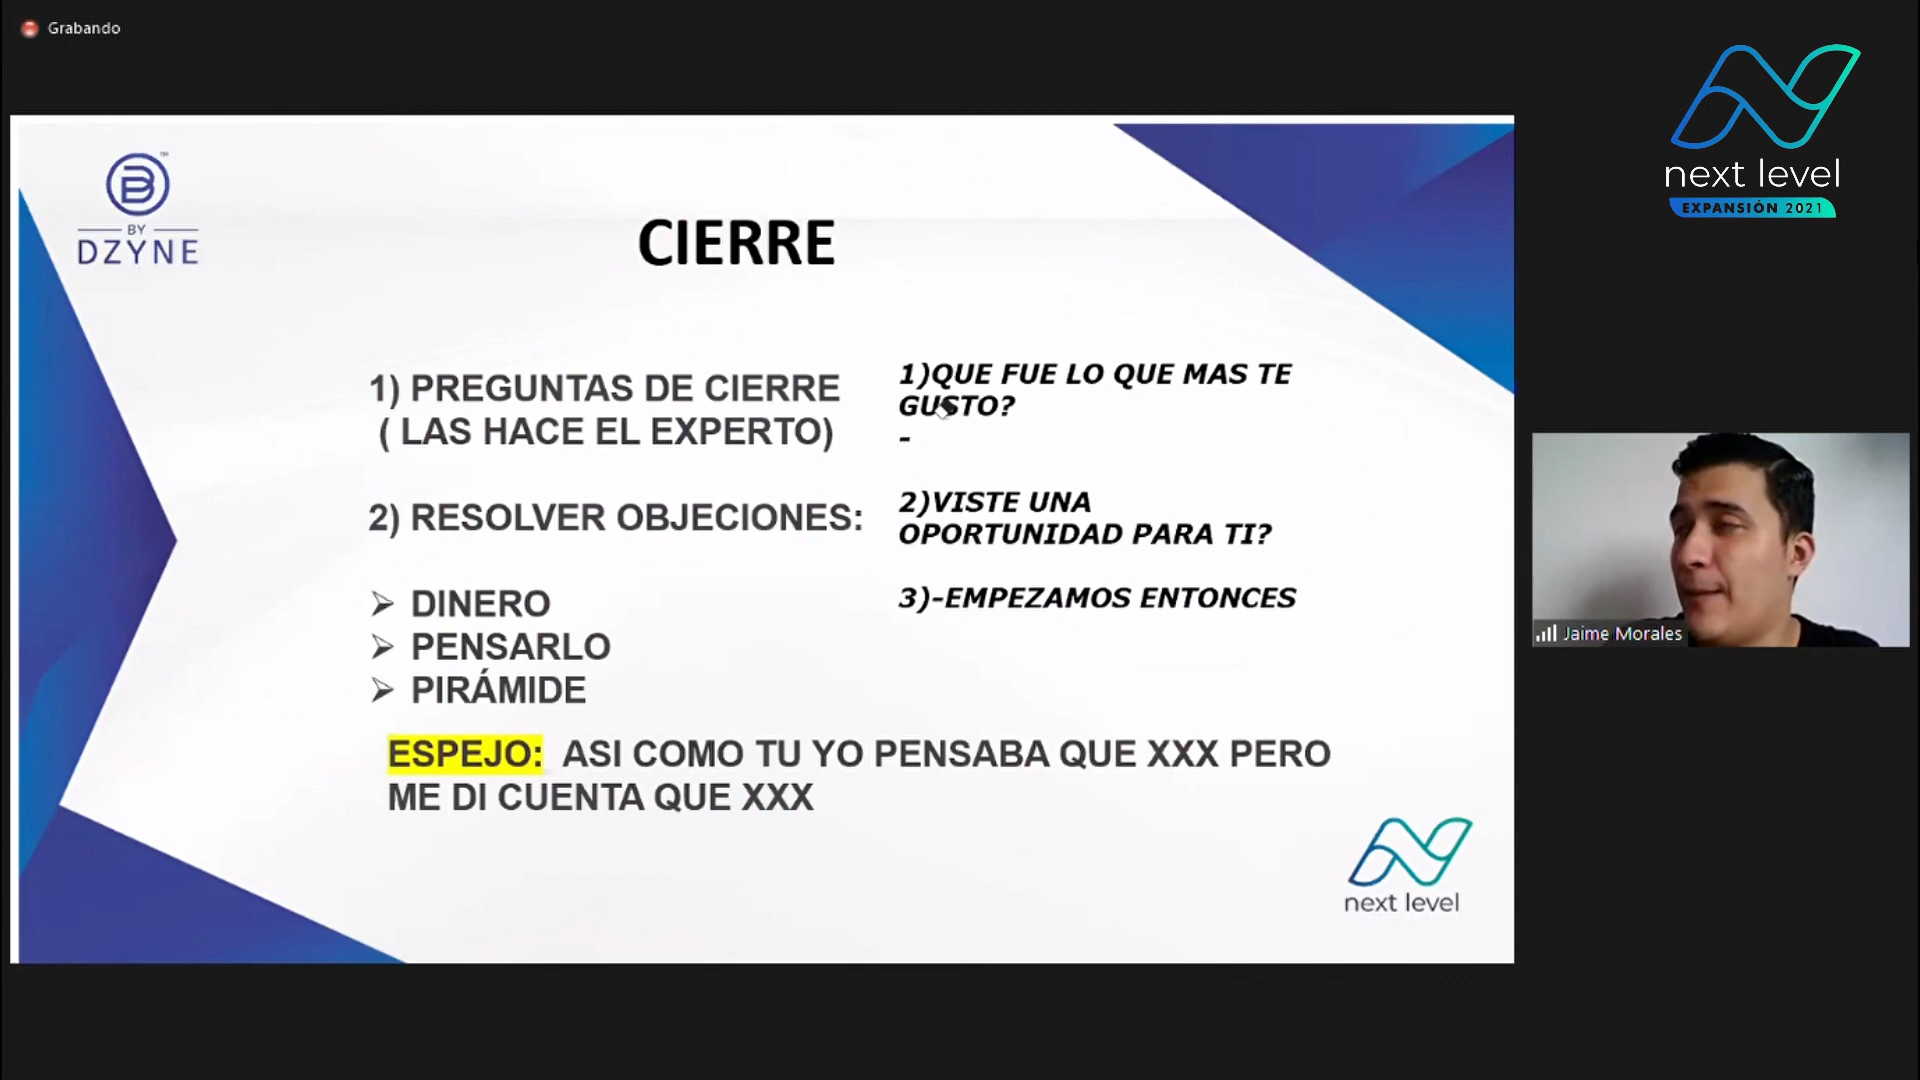 Grabando
next level
EXPANSIÓN 2021
B
™
BY
DZYNE
CIERRE
1) PREGUNTAS DE CIERRE
( LAS HACE EL EXPERTO)
2) RESOLVER OBJECIONES:
➢ DINERO
➢ PENSARLO
➢ PIRÁMIDE
1)QUE FUE LO QUE MAS TE
GUSTO?
-
2)VISTE UNA
OPORTUNIDAD PARA TI?
3)-EMPEZAMOS ENTONCES
ESPEJO: ASI COMO TU YO PENSABA QUE XXX PERO
ME DI CUENTA QUE XXX
next level
Jaime Morales